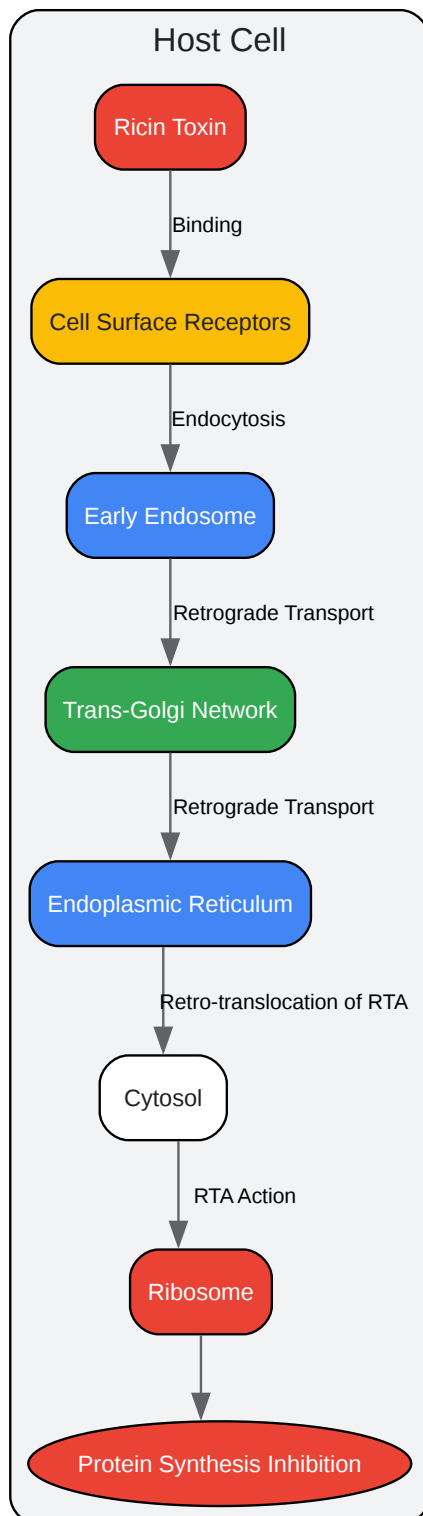 Host Cell
Ricin Toxin
Binding
Cell Surface Receptors
Endocytosis
Early Endosome
Retrograde Transport
Trans-Golgi Network
Retrograde Transport
Endoplasmic Reticulum
Retro-translocation of RTA
Cytosol
RTA Action
Ribosome
Protein Synthesis Inhibition